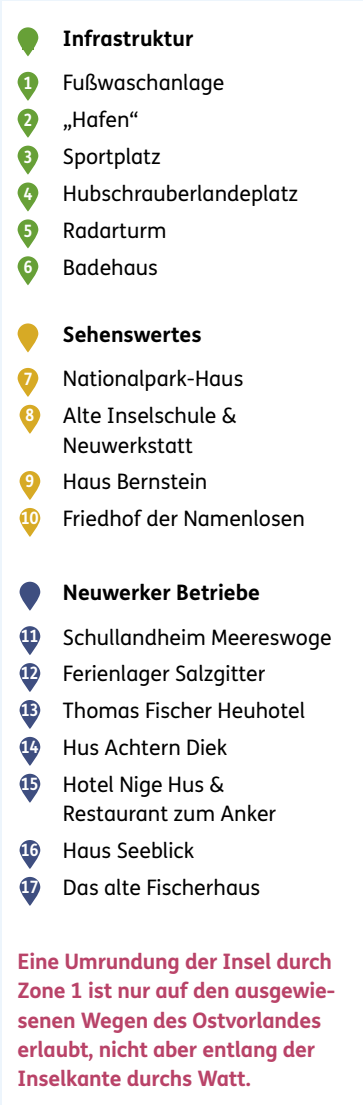 Infrastruktur
1 Fußwaschanlage
2 „Hafen“
3 Sportplatz
4 Hubschrauberlandeplatz
5 Radarturm
6 Badehaus
Sehenswertes
7 Nationalpark-Haus
8 Alte Inselschule &
Neuwerkstatt
9 Haus Bernstein
10 Friedhof der Namenlosen
Neuwerker Betriebe
11 Schullandheim Meereswoge
12 Ferienlager Salzgitter
13 Thomas Fischer Heuhotel
14 Hus Achtern Diek
15 Hotel Nige Hus &
Restaurant zum Anker
16 Haus Seeblick
17 Das alte Fischerhaus
Eine Umrundung der Insel durch
Zone 1 ist nur auf den ausgewie-
senen Wegen des Ostvorlandes
erlaubt, nicht aber entlang der
Inselkante durchs Watt.